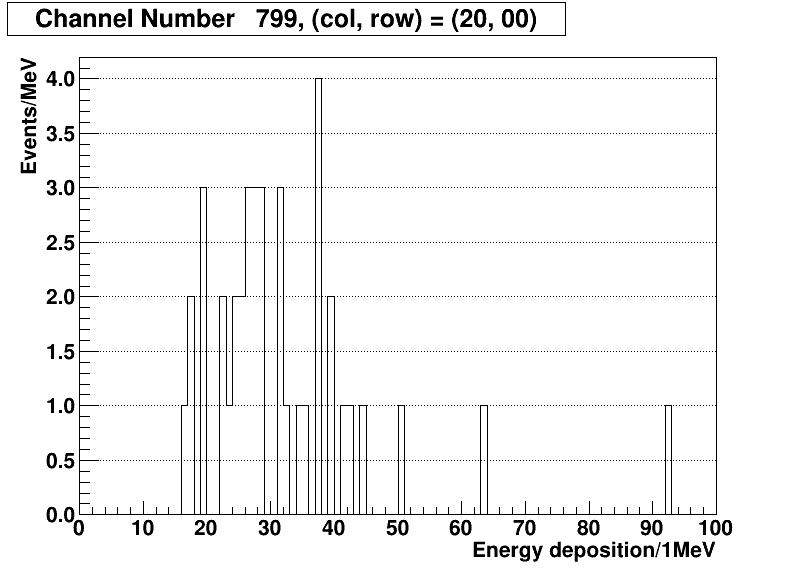 Channel Number 799, (col, row) = (20, 00)
Events/MeV
4.0
3.5
3.0
2.5
2.0
1.5
1.0
0.5
0.0
0 10 20 30 40 50 60 70 80 90 100
Energy deposition/1MeV